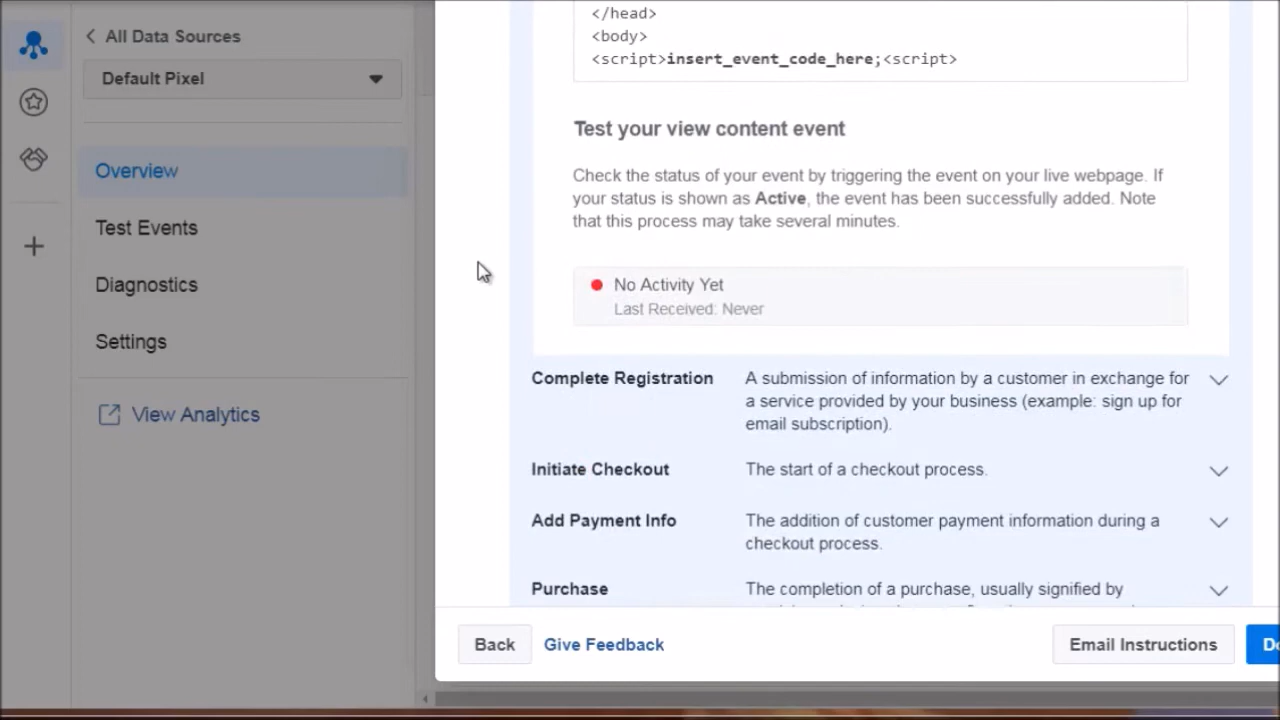 All Data Sources
Default Pixel
Overview
Test Events
Diagnostics
Settings
View Analytics
</head>
<body>
<script>insert_event_code_here;<script>
Test your view content event
Check the status of your event by triggering the event on your live webpage. If
your status is shown as Active, the event has been successfully added. Note
that this process may take several minutes.
No Activity Yet
Last Received: Never
Complete Registration
A submission of information by a customer in exchange for
a service provided by your business (example: sign up for
email subscription).
Initiate Checkout
The start of a checkout process.
Add Payment Info
The addition of customer payment information during a
checkout process.
Purchase
The completion of a purchase, usually signified by
Back
Give Feedback
Email Instructions